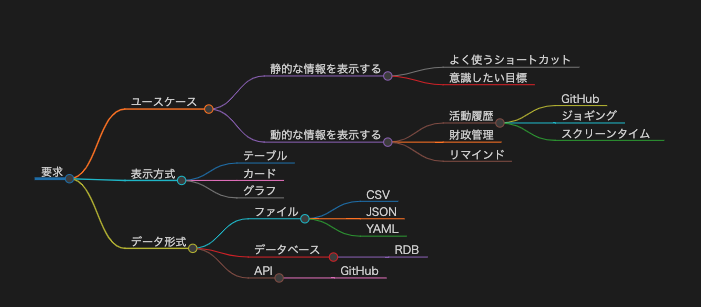 要求
ユースケース
静的な情報を表示する
よく使うショートカット
意識したい目標
動的な情報を表示する
活動履歴
GitHub
ジョギング
スクリーンタイム
財政管理
リマインド
表示方式
テーブル
カード
グラフ
データ形式
ファイル
CSV
JSON
YAML
データベース
RDB
API
GitHub